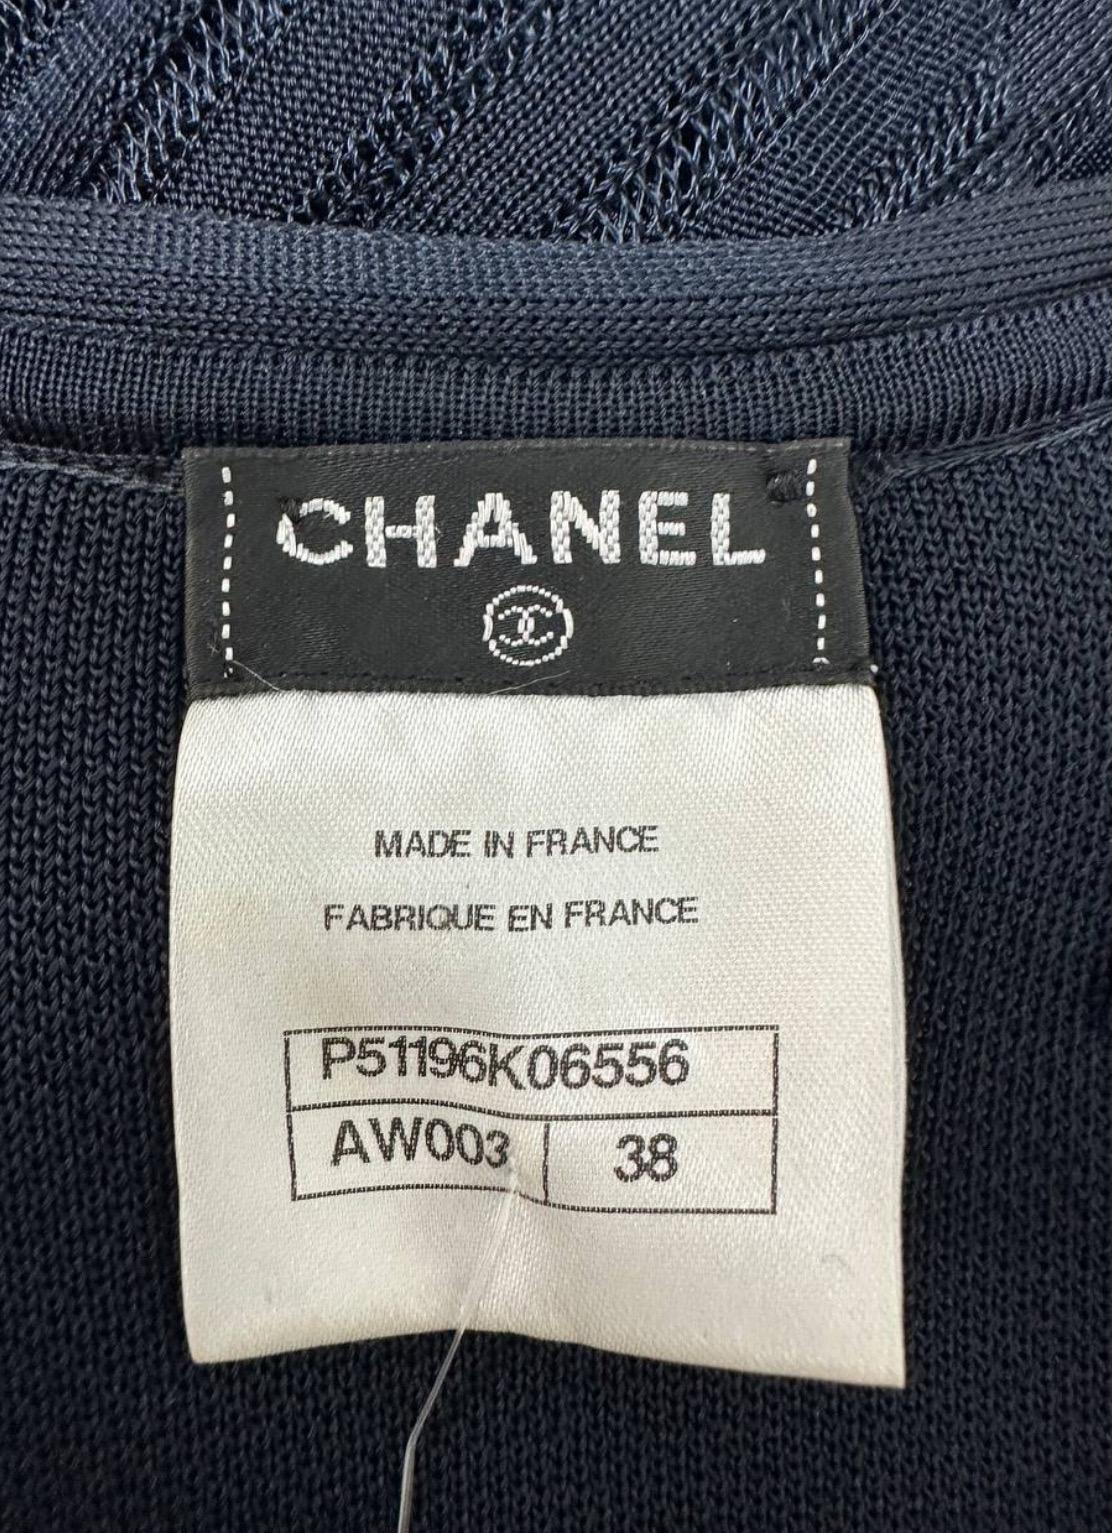 CHANEL
MADE IN FRANCE
FABRIQUE EN FRANCE
P51196K06556
AW003 38